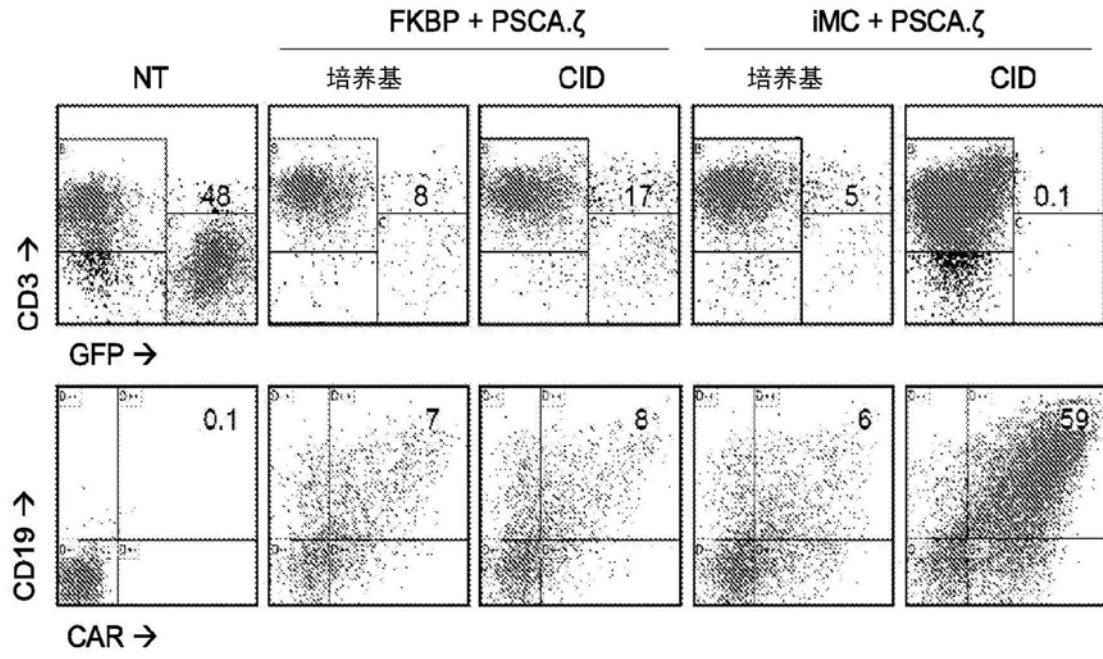 FKBP + PSCA.ζ iMC + PSCA.ζ
NT 培养基 CID 培养基 CID
CD3 →
48 8 17 5 0.1
GFP →
CD19 →
0.1 7 8 6 59
CAR →